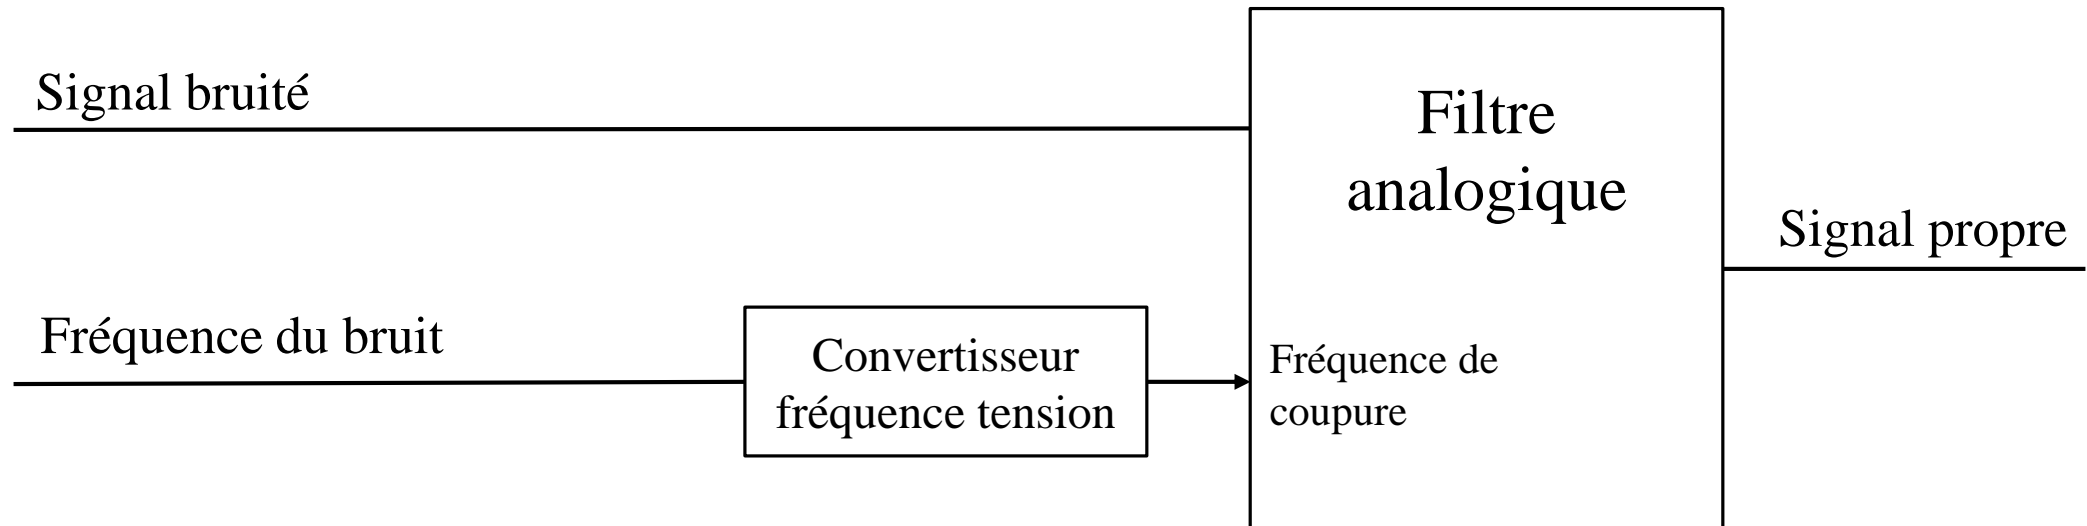 Signal bruité
Filtre
analogique
Signal propre
Fréquence du bruit
Convertisseur
fréquence tension
Fréquence de
coupure